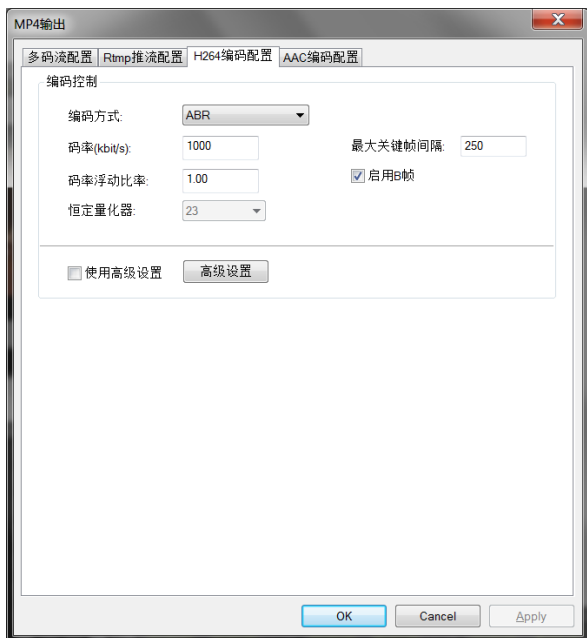 MP4输出
多码流配置 Rtmp推流配置 H264编码配置 AAC编码配置
编码控制
编码方式: ABR
码率(kbit/s): 1000 最大关键帧间隔: 250
码率浮动比率: 1.00 启用B帧
恒定量化器: 23
使用高级设置 高级设置
OK Cancel Apply